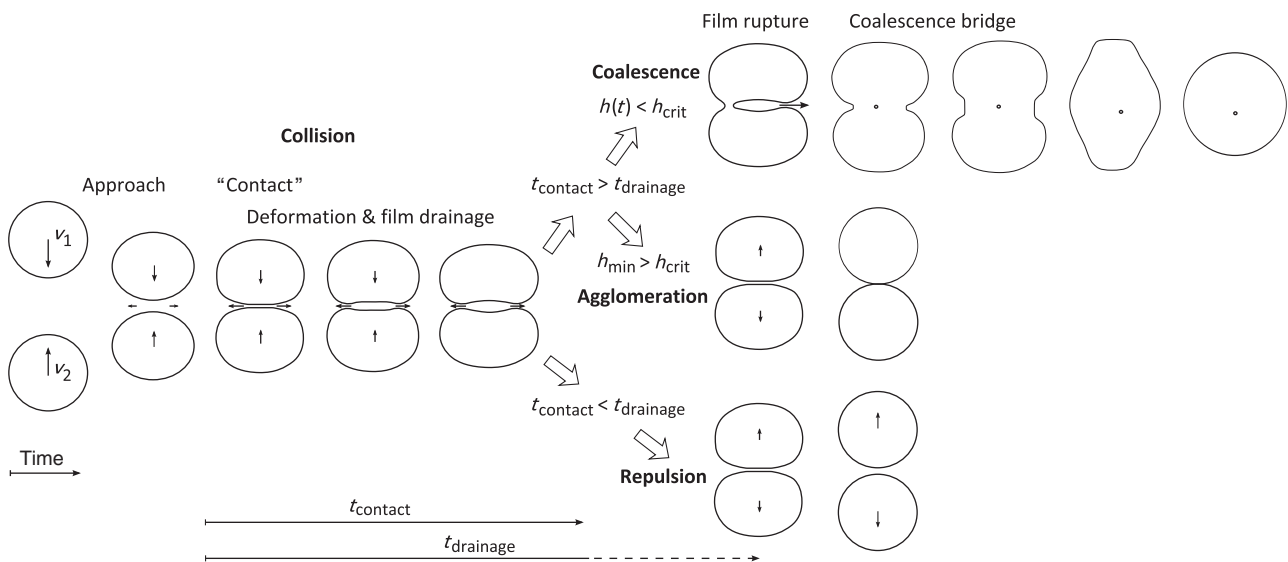 Film rupture
Coalescence bridge
Coalescence
h(t) < hcrit
Collision
Approach
“Contact”
Deformation & film drainage
v1
v2
tcontact > tdrainage
hmin > hcrit
Agglomeration
tcontact < tdrainage
Repulsion
Time
tcontact
tdrainage